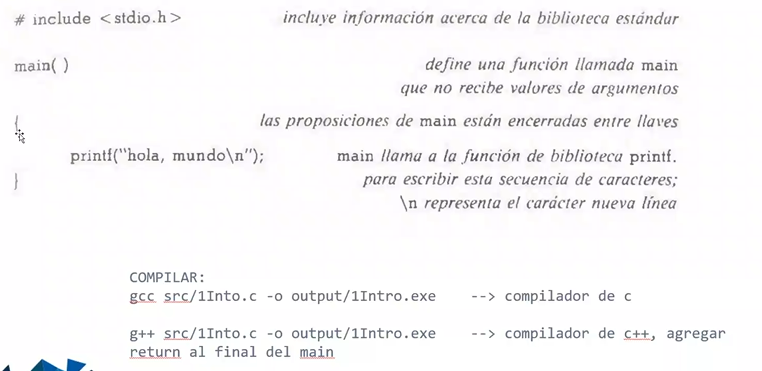 # include <stdio.h> incluye información acerca de la biblioteca estándar
main( ) define una función llamada main
que no recibe valores de argumentos
{ las proposiciones de main están encerradas entre llaves
printf("hola, mundo\n"); main llama a la función de biblioteca printf.
} para escribir esta secuencia de caracteres;
\n representa el carácter nueva línea
COMPILAR:
gcc src/1Into.c -o output/1Intro.exe --> compilador de c
g++ src/1Into.c -o output/1Intro.exe --> compilador de c++, agregar
return al final del main